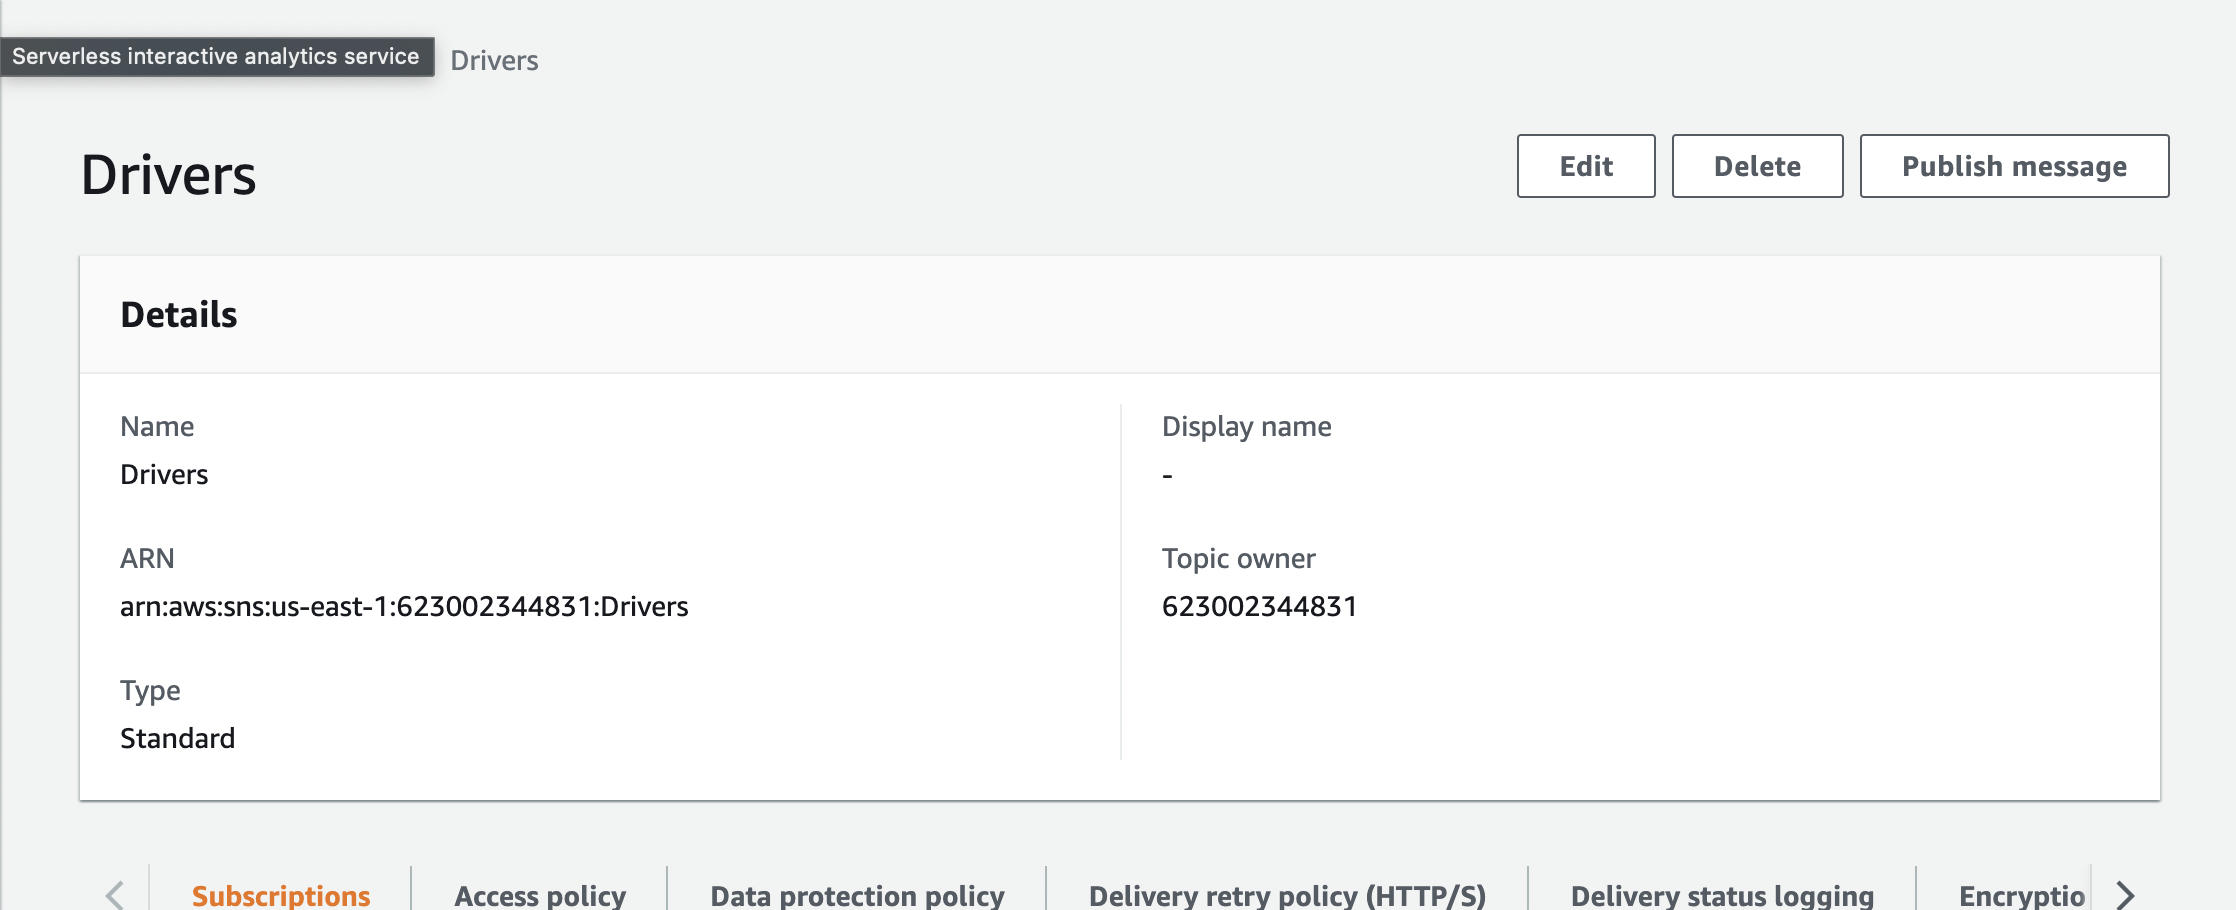 Serverless interactive analytics service
Drivers
Drivers
Edit
Delete
Publish message
Details
Name
Drivers
Display name
-
ARN
arn:aws:sns:us-east-1:623002344831:Drivers
Topic owner
623002344831
Type
Standard
Subscriptions
Access policy
Data protection policy
Delivery retry policy (HTTP/S)
Delivery status logging
Encryptio